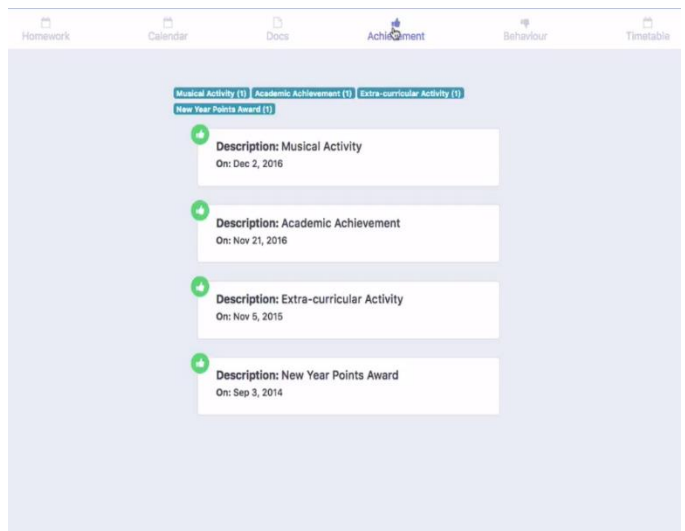 Homework Calendar Docs Achievement Behaviour Timetable
Musical Activity (1) Academic Achievement (1) Extra-curricular Activity (1)
New Year Points Award (1)
Description: Musical Activity
On: Dec 2, 2016
Description: Academic Achievement
On: Nov 21, 2016
Description: Extra-curricular Activity
On: Nov 5, 2015
Description: New Year Points Award
On: Sep 3, 2014